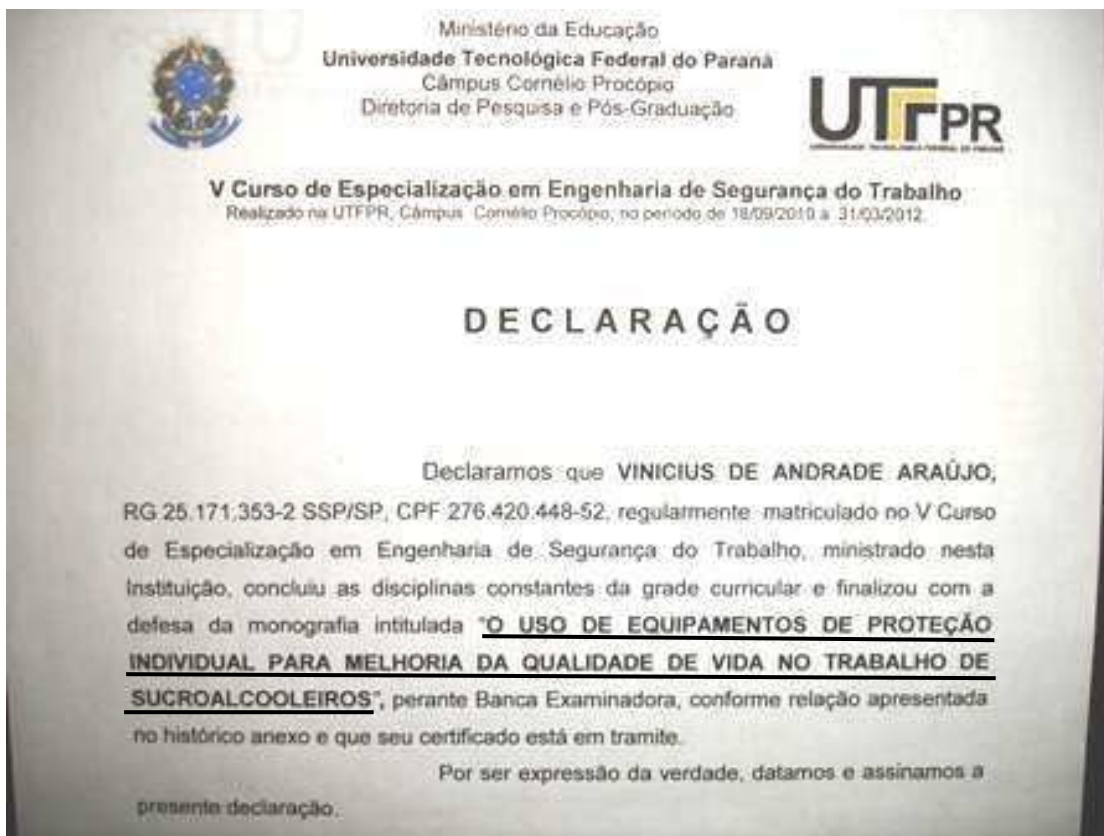 Ministério da Educação
Universidade Tecnológica Federal do Paraná
Câmpus Cornélio Procópio
Diretoria de Pesquisa e Pós-Graduação
UTFPR
UNIVERSIDADE TECNOLÓGICA FEDERAL DO PARANÁ
V Curso de Especialização em Engenharia de Segurança do Trabalho
Realizado na UTFPR, Câmpus Cornélio Procópio, no período de 18/09/2010 a 31/03/2012.
DECLARAÇÃO
Declaramos que VINICIUS DE ANDRADE ARAÚJO,
RG 25.171.353-2 SSP/SP, CPF 276.420.448-52, regularmente matriculado no V Curso
de Especialização em Engenharia de Segurança do Trabalho, ministrado nesta
Instituição, concluiu as disciplinas constantes da grade curricular e finalizou com a
defesa da monografia intitulada "O USO DE EQUIPAMENTOS DE PROTEÇÃO
INDIVIDUAL PARA MELHORIA DA QUALIDADE DE VIDA NO TRABALHO DE
SUCROALCOOLEIROS", perante Banca Examinadora, conforme relação apresentada
no histórico anexo e que seu certificado está em tramite.
Por ser expressão da verdade, datamos e assinamos a
presente declaração.